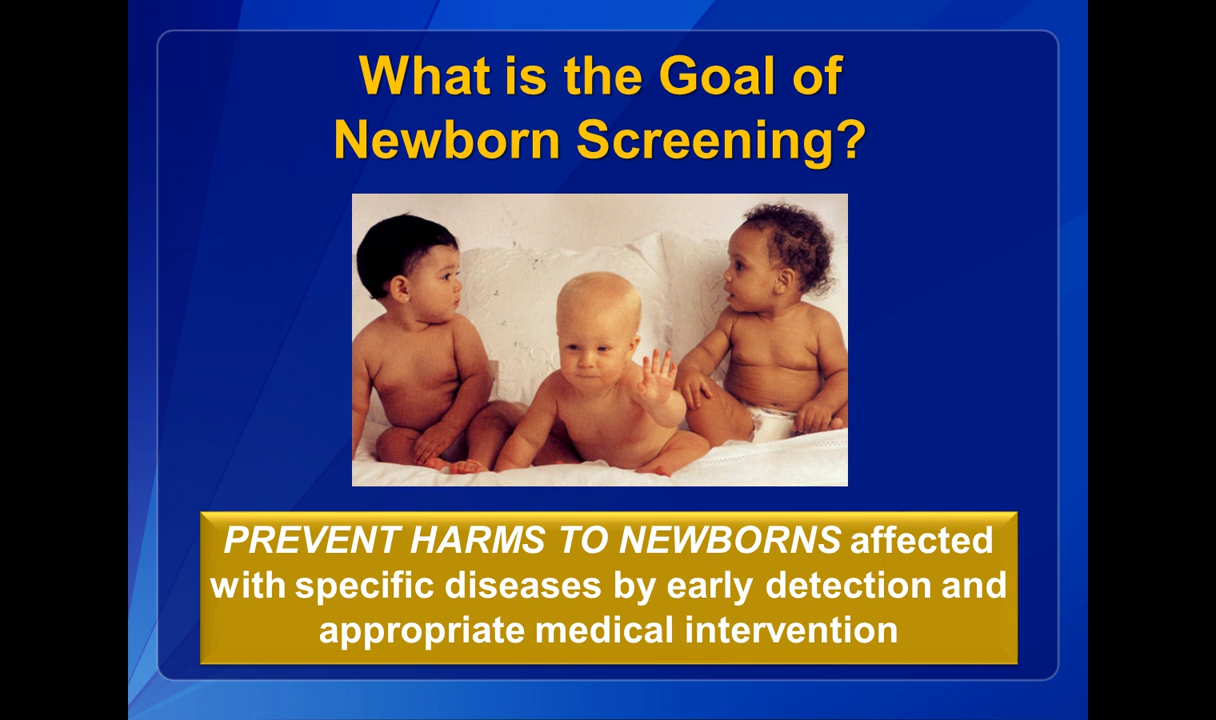 What is the Goal of
Newborn Screening?
PREVENT HARMS TO NEWBORNS affected
with specific diseases by early detection and
appropriate medical intervention